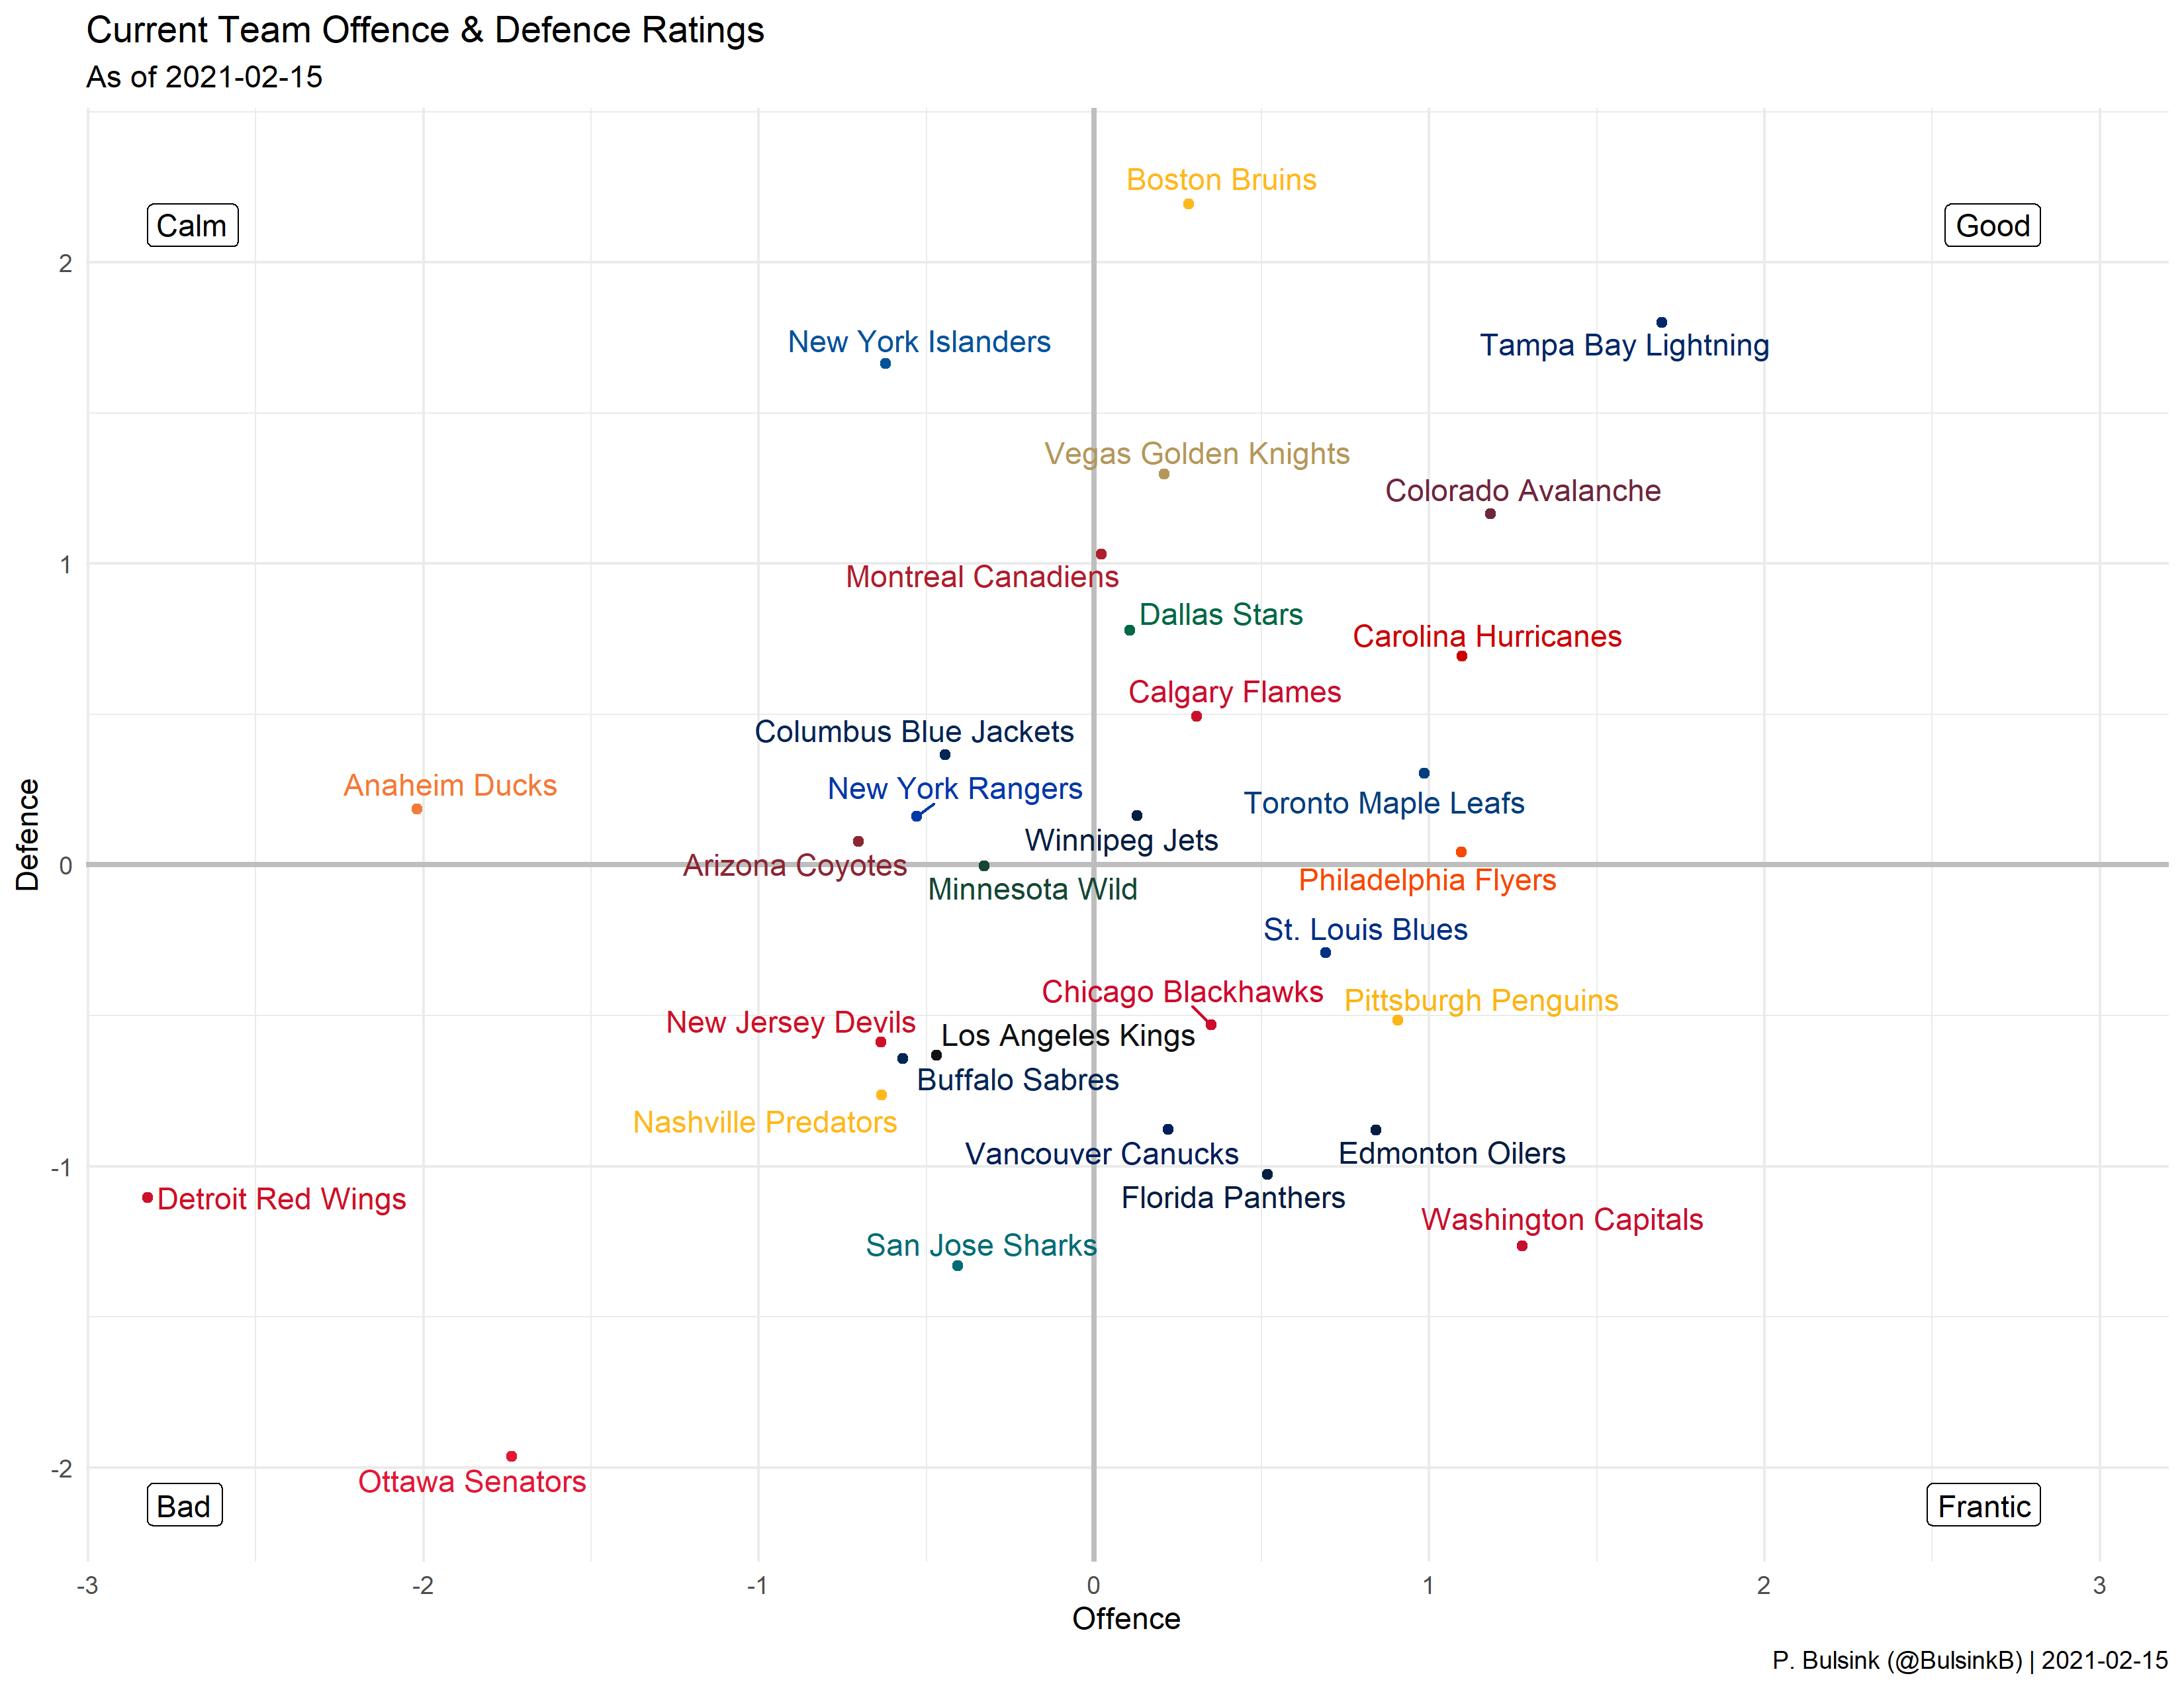 Current Team Offence & Defence Ratings
As of 2021-02-15
Boston Bruins
Calm
Good
2
New York Islanders
Tampa Bay Lightning
Vegas Golden Knights
Colorado Avalanche
1
Montreal Canadiens
Dallas Stars
Carolina Hurricanes
Calgary Flames
Columbus Blue Jackets
Anaheim Ducks
New York Rangers
Toronto Maple Leafs
Winnipeg Jets
Defence
0
Arizona Coyotes
Philadelphia Flyers
Minnesota Wild
St. Louis Blues
Chicago Blackhawks
Pittsburgh Penguins
New Jersey Devils
Los Angeles Kings
Buffalo Sabres
Nashville Predators
Vancouver Canucks
Edmonton Oilers
-1
Detroit Red Wings
Florida Panthers
Washington Capitals
San Jose Sharks
-2
Ottawa Senators
Bad
Frantic
-3 -2 -1 0 1 2 3
Offence
P. Bulsink (@BulsinkB) | 2021-02-15